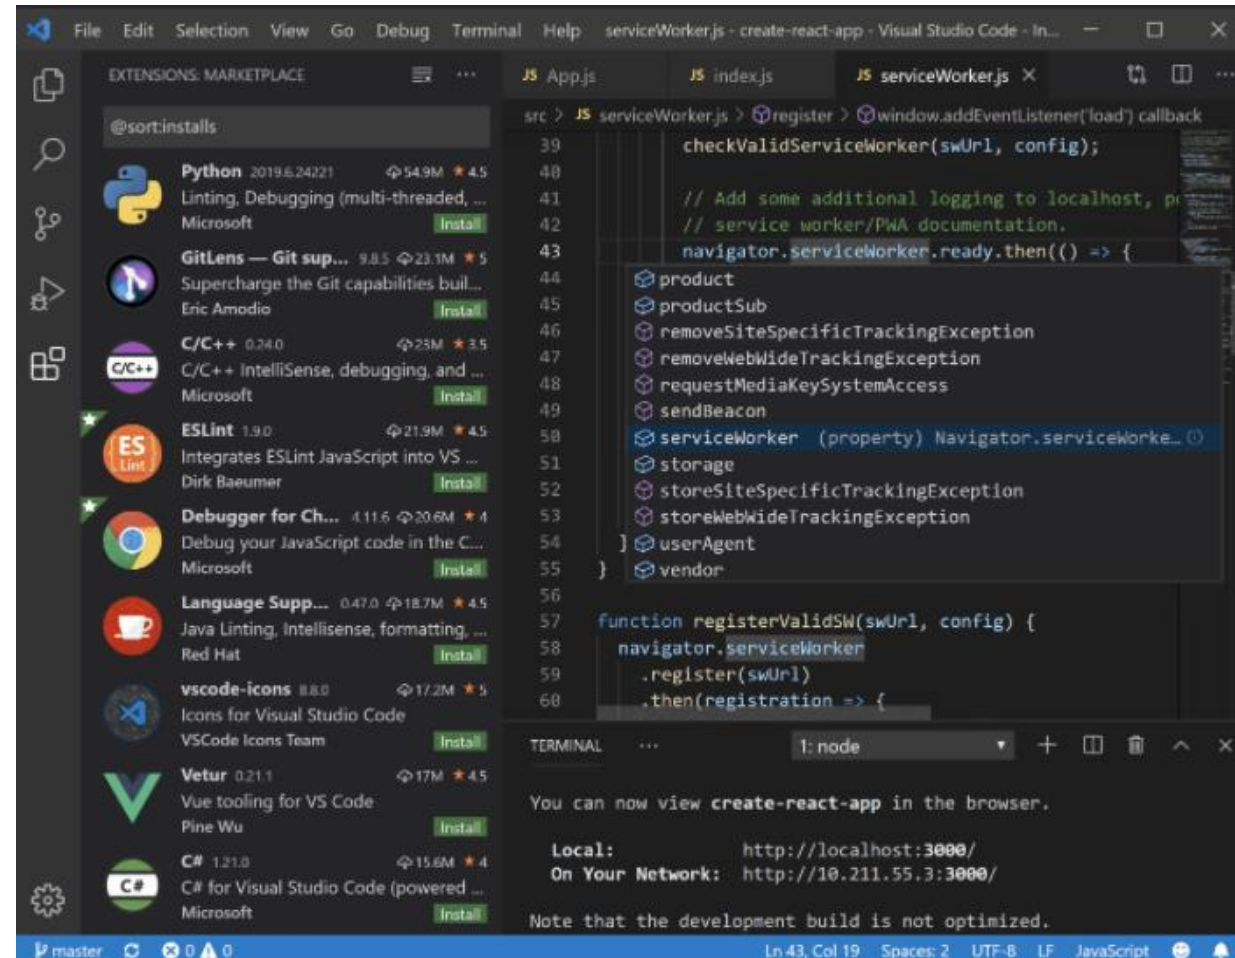 File Edit Selection View Go Debug Terminal Help serviceWorker.js - create-react-app - Visual Studio Code - In...
EXTENSIONS: MARKETPLACE
@sort:installs
Python 2019.6.24221 54.9M ★ 4.5
Linting, Debugging (multi-threaded, ...
Microsoft Install
GitLens — Git sup... 9.8.5 23.1M ★ 5
Supercharge the Git capabilities buil...
Eric Amodio Install
C/C++
C/C++ 0.24.0 23M ★ 3.5
C/C++ IntelliSense, debugging, and ...
Microsoft Install
ES
Lint
ESLint 1.9.0 21.9M ★ 4.5
Integrates ESLint JavaScript into VS ...
Dirk Baeumer Install
Debugger for Ch... 4.11.6 20.6M ★ 4
Debug your JavaScript code in the C...
Microsoft Install
Language Supp... 0.47.0 18.7M ★ 4.5
Java Linting, Intellisense, formatting, ...
Red Hat Install
vscode-icons 8.8.0 17.2M ★ 5
Icons for Visual Studio Code
VSCode Icons Team Install
Vetur 0.21.1 17M ★ 4.5
Vue tooling for VS Code
Pine Wu Install
C#
C# 1.21.0 15.6M ★ 4
C# for Visual Studio Code (powered ...
Microsoft Install
JS App.js JS index.js JS serviceWorker.js
src > JS serviceWorker.js > register > window.addEventListener('load') callback
39 checkValidServiceWorker(swUrl, config);
40
41 // Add some additional logging to localhost,
42 // service worker/PWA documentation.
43 navigator.serviceWorker.ready.then(() => {
44 product
45 productSub
46 removeSiteSpecificTrackingException
47 removeWebWideTrackingException
48 requestMediaKeySystemAccess
49 sendBeacon
50 serviceWorker (property) Navigator.serviceWorke...
51 storage
52 storeSiteSpecificTrackingException
53 storeWebWideTrackingException
54 } userAgent
55 } vendor
56
57 function registerValidSW(swUrl, config) {
58 navigator.serviceWorker
59 .register(swUrl)
60 .then(registration => {
TERMINAL ... 1: node
You can now view create-react-app in the browser.
Local: http://localhost:3000/
On Your Network: http://10.211.55.3:3000/
Note that the development build is not optimized.
master 0 0 Ln 43, Col 19 Spaces: 2 UTF-8 LF JavaScript